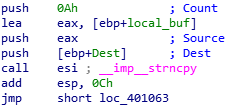 push 0Ah ; Count
lea eax, [ebp+local_buf]
push eax ; Source
push [ebp+Dest] ; Dest
call esi ; __imp__strncpy
add esp, 0Ch
jmp short loc_401063